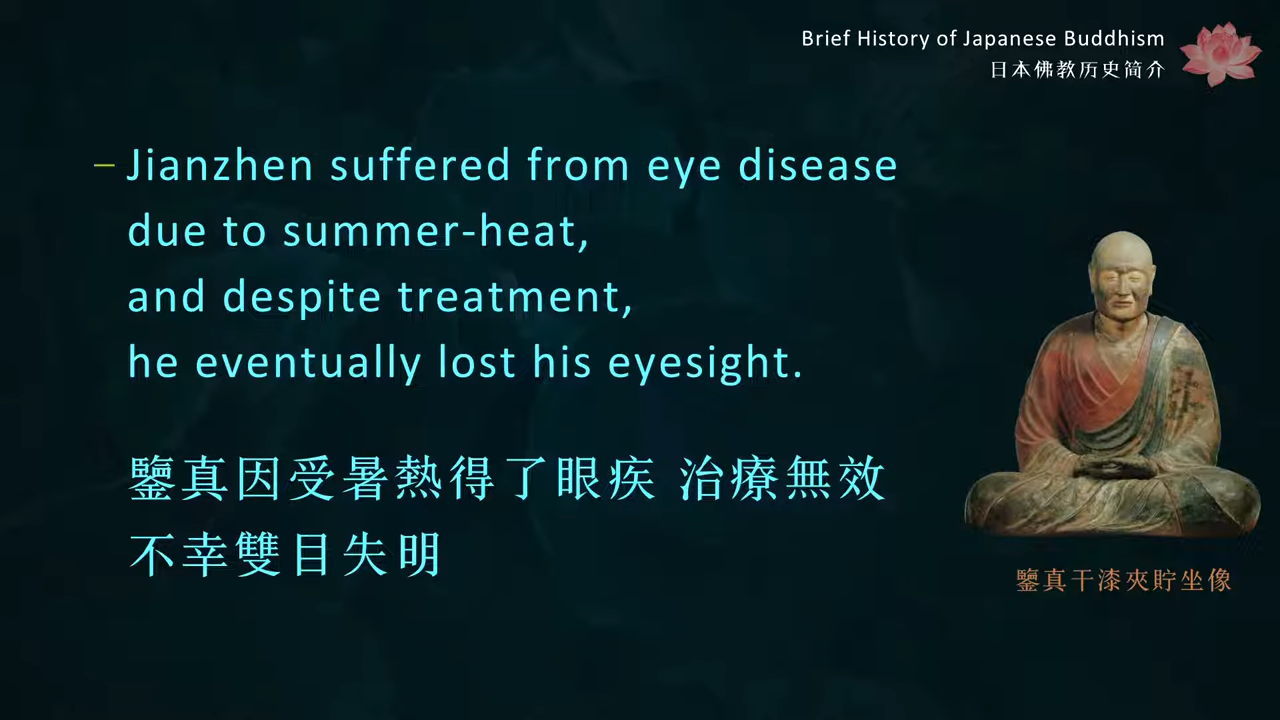 Brief History of Japanese Buddhism
日本佛教历史简介
– Jianzhen suffered from eye disease
due to summer-heat,
and despite treatment,
he eventually lost his eyesight.
鑒真因受暑熱得了眼疾 治療無效
不幸雙目失明
鑒真干漆夾貯坐像